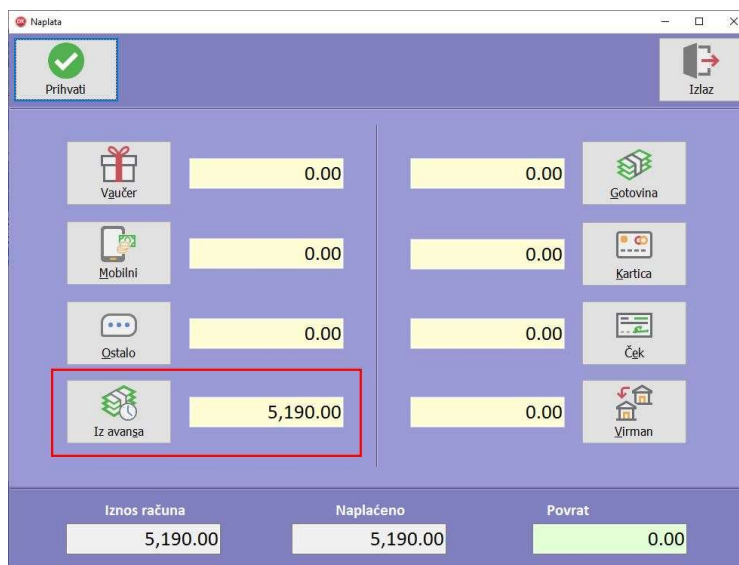 Naplata
Prihvati
Izlaz
Vaučer 0.00 0.00 Gotovina
Mobilni 0.00 0.00 Kartica
Ostalo 0.00 0.00 Ček
Iz avansa 5,190.00 0.00 Virman
Iznos računa Naplaćeno Povrat
5,190.00 5,190.00 0.00